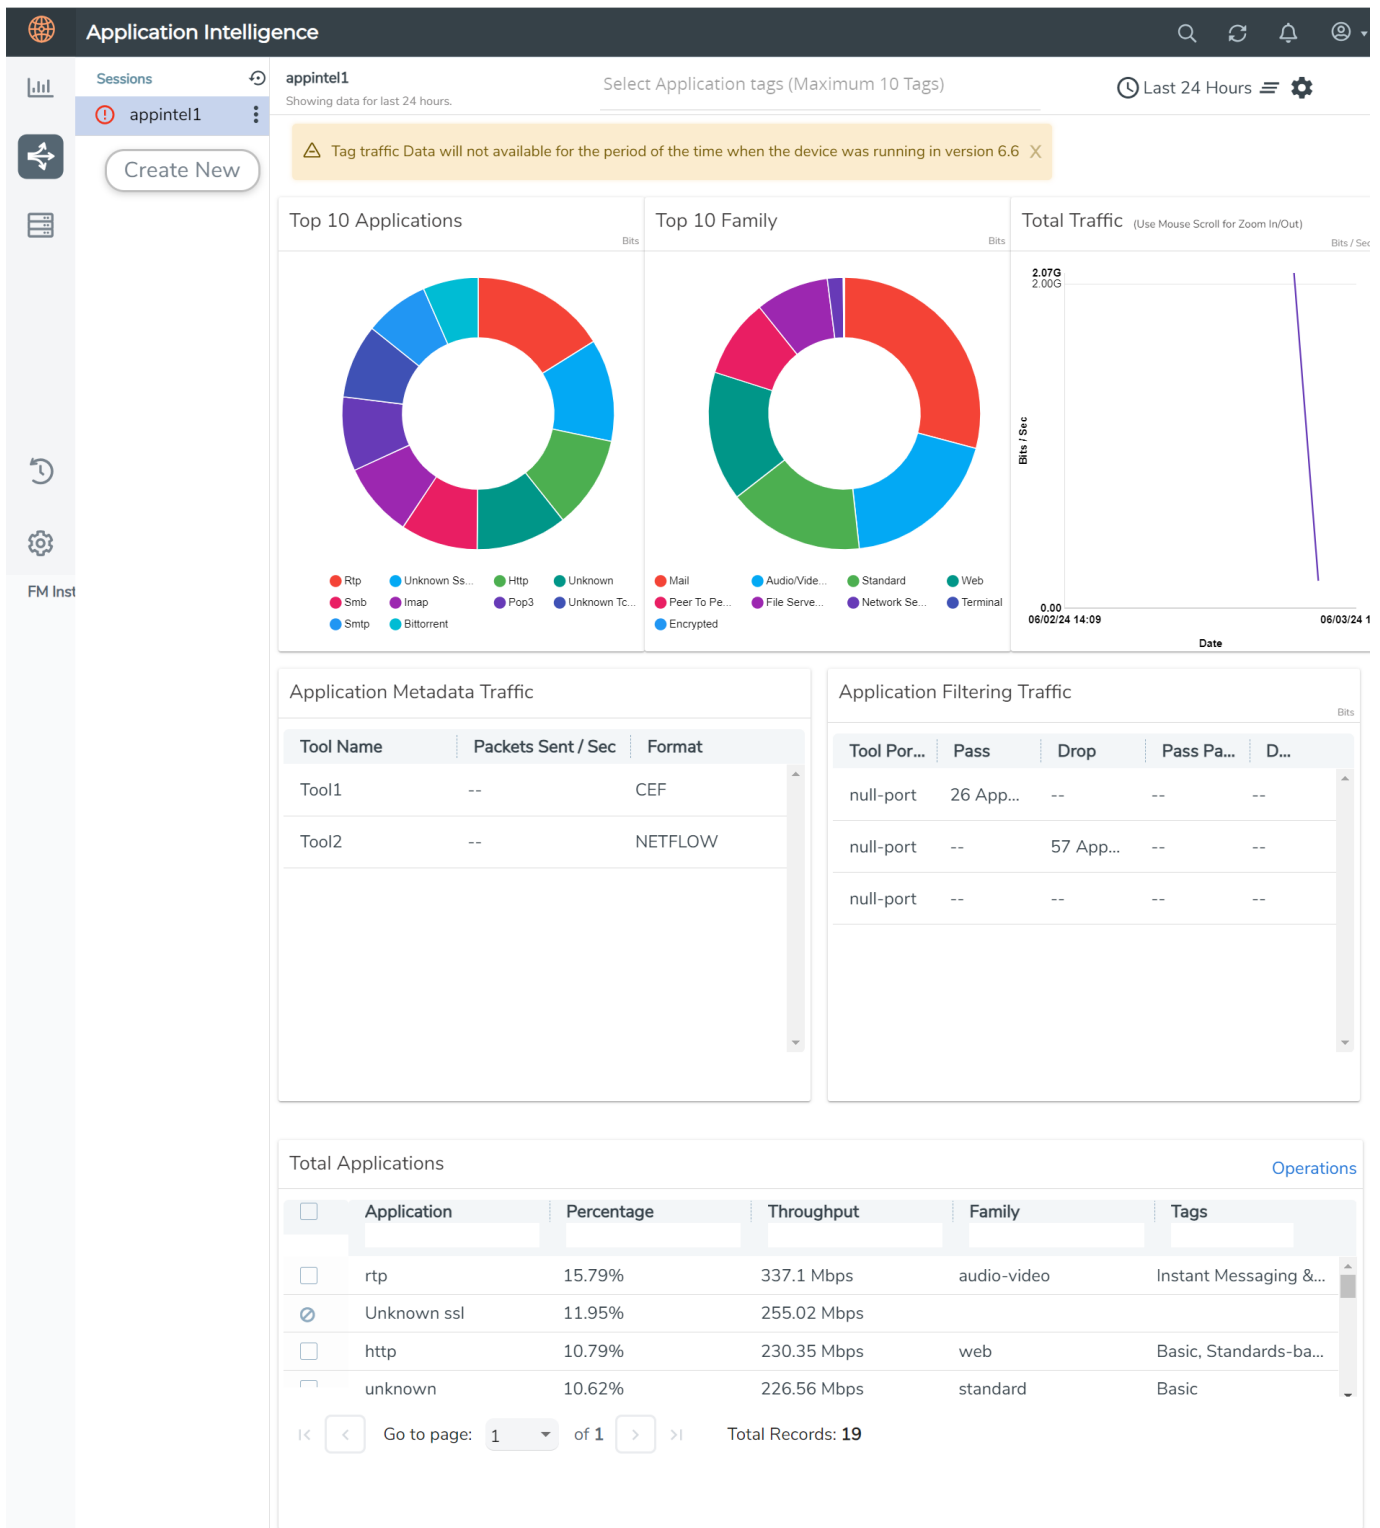 Application Intelligence
Sessions
appintel1
Create New
FM Inst
appintel1
Showing data for last 24 hours.
Select Application tags (Maximum 10 Tags)
Last 24 Hours
Tag traffic Data will not available for the period of the time when the device was running in version 6.6 X
Top 10 Applications
Bits
Rtp Unknown Ss... Http Unknown
Smb Imap Pop3 Unknown Tc...
Smtp Bittorrent
Top 10 Family
Bits
Mail Audio/Vide... Standard Web
Peer To Pe... File Serve... Network Se... Terminal
Encrypted
Total Traffic (Use Mouse Scroll for Zoom In/Out)
Bits / Sec
2.07G
2.00G
Bits / Sec
0.00
06/02/24 14:09 06/03/24 1
Date
Application Metadata Traffic
Tool Name Packets Sent / Sec Format
Tool1 -- CEF
Tool2 -- NETFLOW
Application Filtering Traffic
Bits
Tool Por... Pass Drop Pass Pa... D...
null-port 26 App... -- -- --
null-port -- 57 App... -- --
null-port -- -- -- --
Total Applications
Operations
Application Percentage Throughput Family Tags
rtp 15.79% 337.1 Mbps audio-video Instant Messaging &...
Unknown ssl 11.95% 255.02 Mbps
http 10.79% 230.35 Mbps web Basic, Standards-ba...
unknown 10.62% 226.56 Mbps standard Basic
Go to page: 1 of 1 Total Records: 19